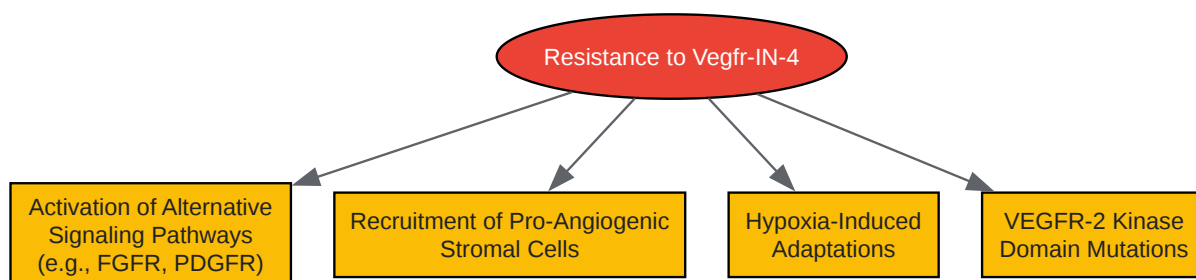 Resistance to Vegfr-IN-4
Activation of Alternative
Signaling Pathways
(e.g., FGFR, PDGFR)
Recruitment of Pro-Angiogenic
Stromal Cells
Hypoxia-Induced
Adaptations
VEGFR-2 Kinase
Domain Mutations